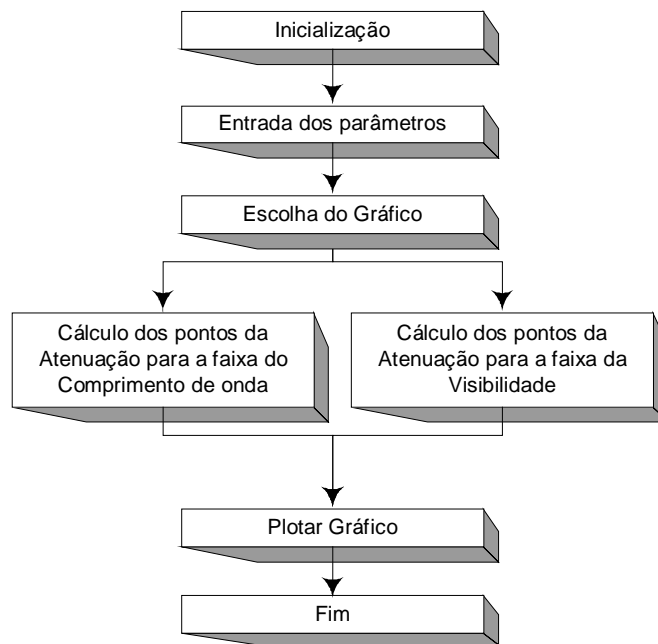 Inicialização
Entrada dos parâmetros
Escolha do Gráfico
Cálculo dos pontos da
Atenuação para a faixa do
Comprimento de onda
Cálculo dos pontos da
Atenuação para a faixa da
Visibilidade
Plotar Gráfico
Fim